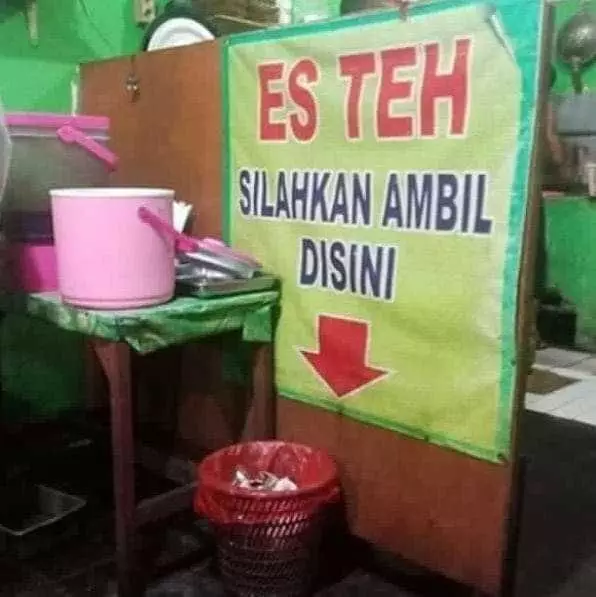 ES TEH
SILAHKAN AMBIL
DISINI